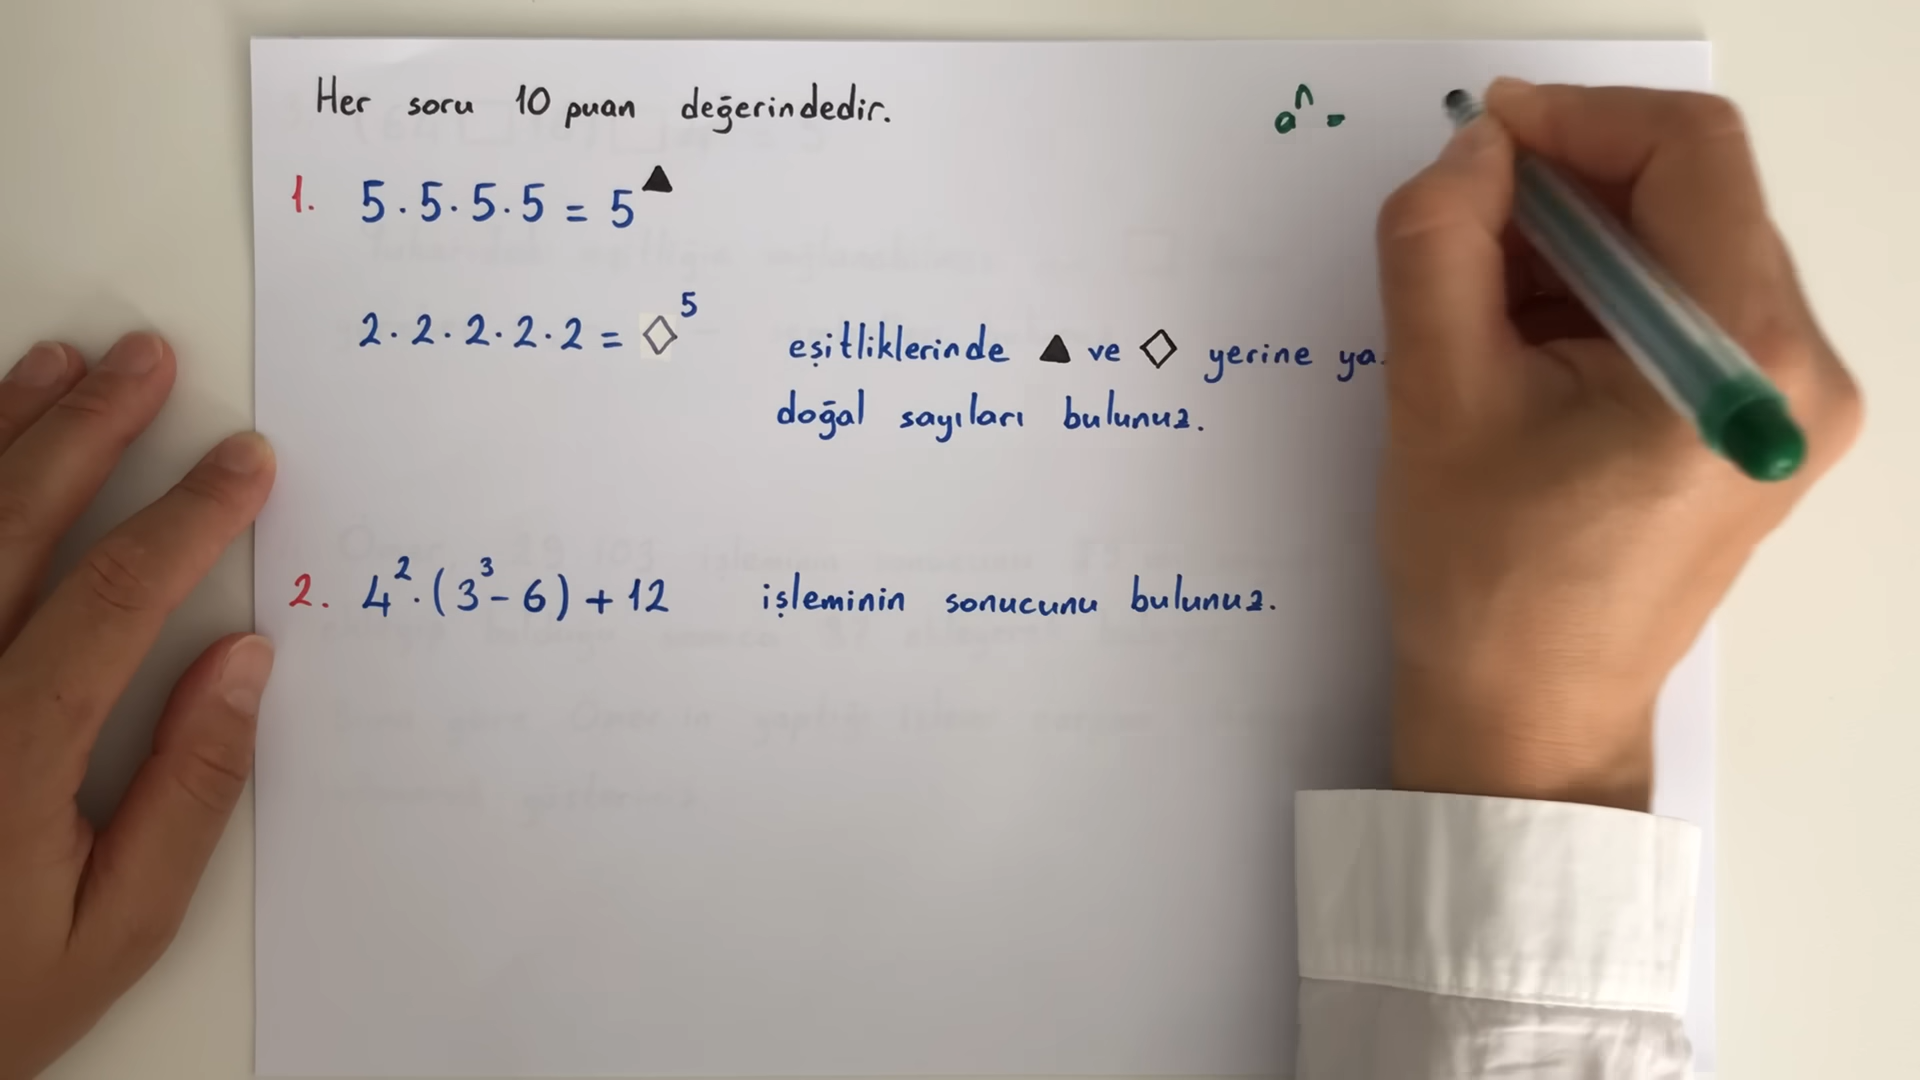 Her soru 10 puan değerindedir.
aⁿ =
1. 5 . 5 . 5 . 5 = 5^▲
2 . 2 . 2 . 2 . 2 = ◇⁵
eşitliklerinde ▲ ve ◇ yerine
doğal sayıları bulunuz.
2. 4² . (3³ - 6) + 12 işleminin sonucunu bulunuz.